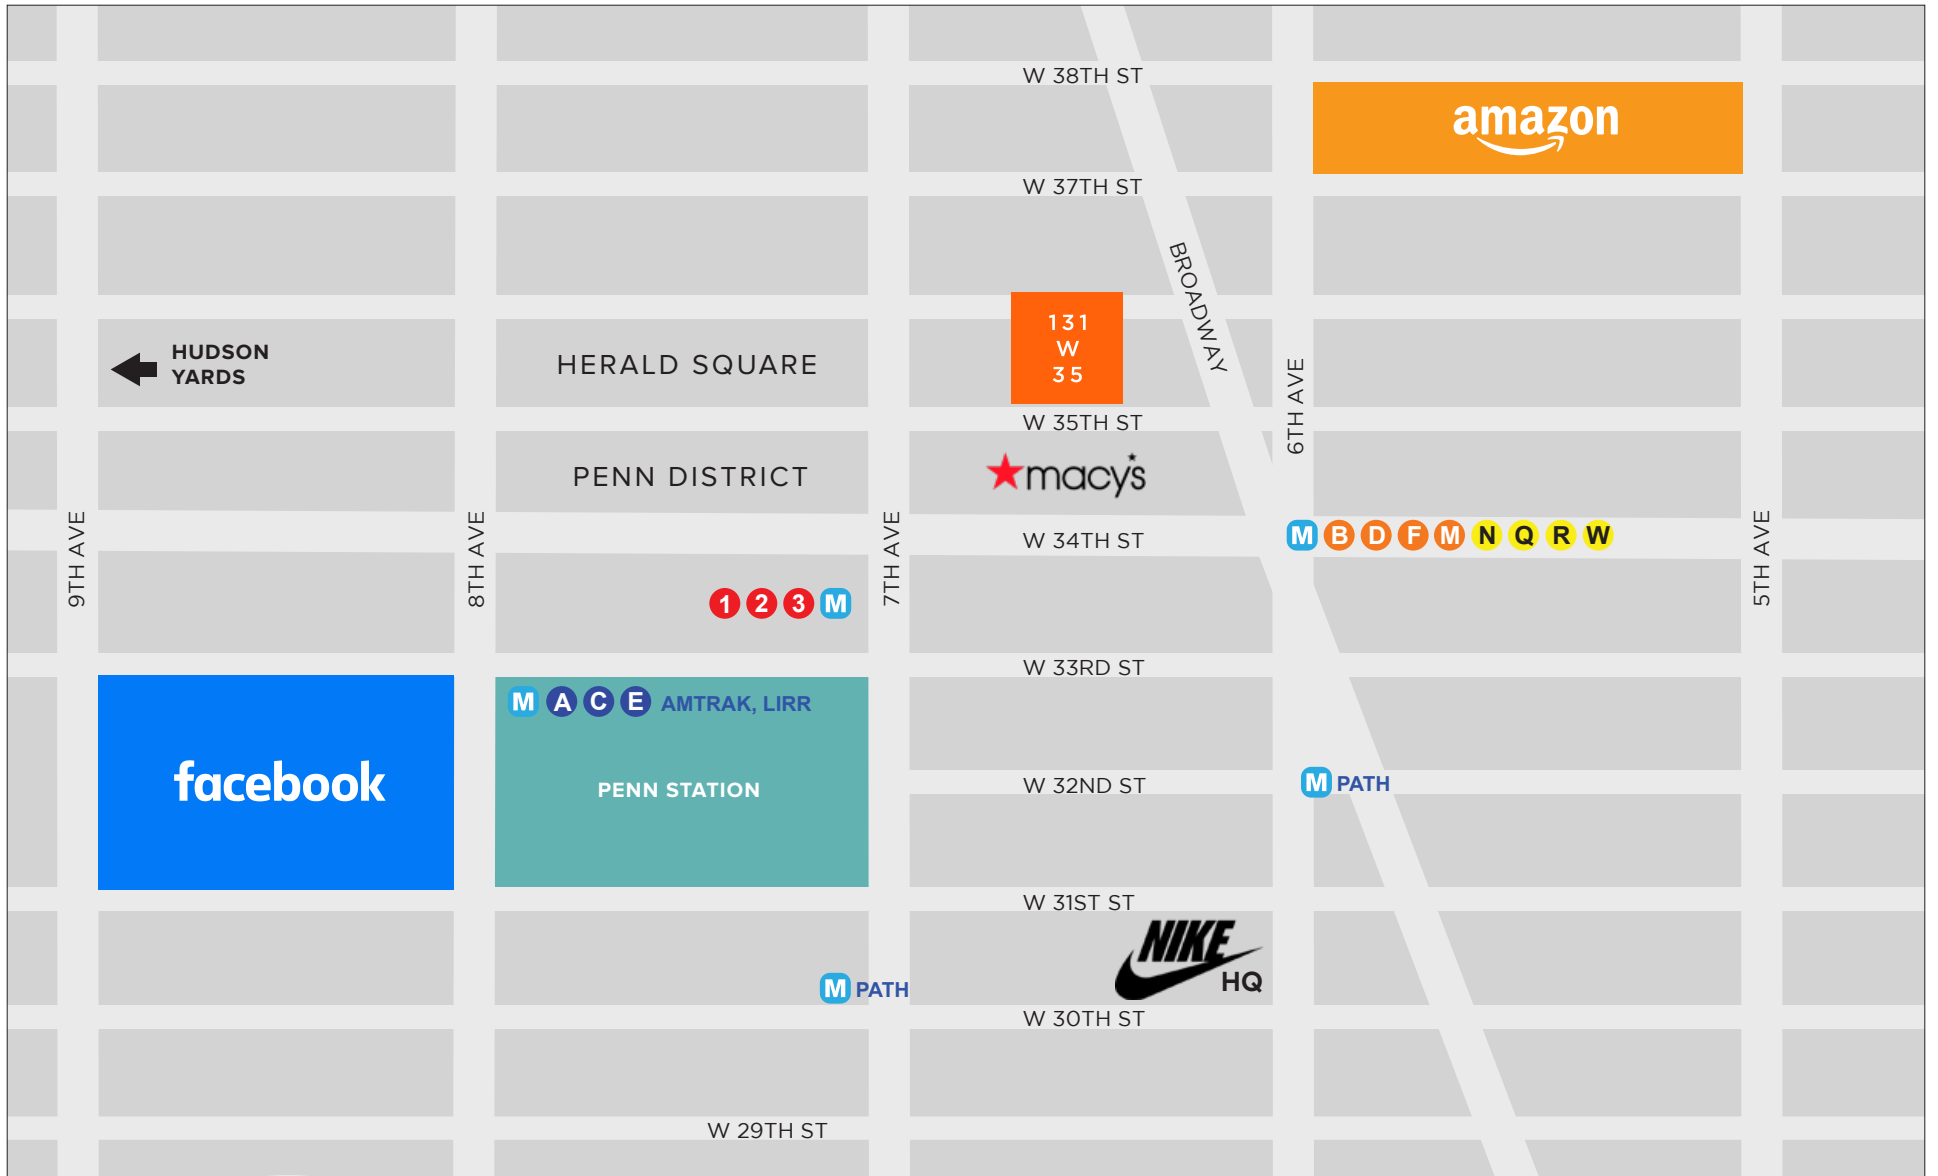 W 38TH ST
amazon
W 37TH ST
BROADWAY
131
W
35
HUDSON
YARDS
HERALD SQUARE
6TH AVE
W 35TH ST
PENN DISTRICT
macy's
9TH AVE
8TH AVE
7TH AVE
W 34TH ST
M B D F M N Q R W
5TH AVE
1 2 3 M
W 33RD ST
M A C E AMTRAK, LIRR
facebook
PENN STATION
W 32ND ST
M PATH
W 31ST ST
NIKE
HQ
M PATH
W 30TH ST
W 29TH ST